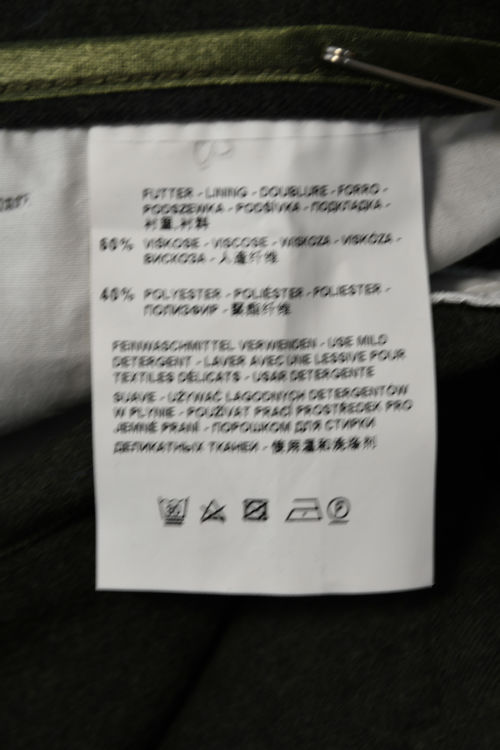 FUTTER - LINING - DOUBLURE - FORRO -
PODSZEWKA - PODŠÍVKA - ПОДКЛАДКА -
衬里,衬料
60% VISKOSE - VISCOSE - WISKOZA - VISKÓZA -
ВИСКОЗА - 人造纤维
40% POLYESTER - POLIÉSTER - POLIESTER -
ПОЛИЭФИР - 聚酯纤维
FEINWASCHMITTEL VERWENDEN - USE MILD
DETERGENT - LAVER AVEC UNE LESSIVE POUR
TEXTILES DÉLICATS - USAR DETERGENTE
SUAVE - UŻYWAĆ ŁAGODNYCH DETERGENTÓW
W PŁYNIE - POUŽÍVAT PRACÍ PROSTŘEDEK PRO
JEMNÉ PRANÍ - ПОРОШКОМ ДЛЯ СТИРКИ
ДЕЛИКАТНЫХ ТКАНЕЙ - 使用温和洗涤剂